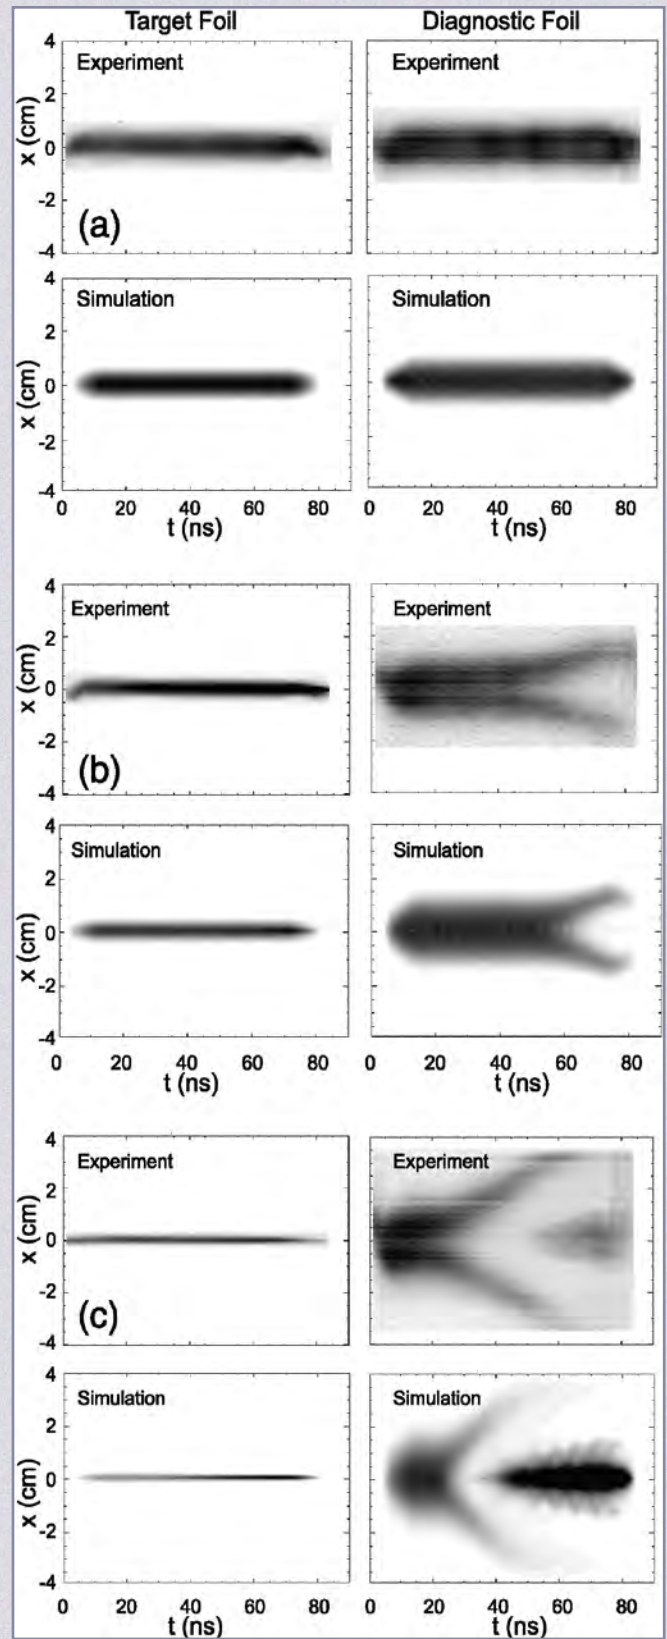 Target Foil Diagnostic Foil
Experiment Experiment
4
2
0
-2
-4
x (cm)
(a)
Simulation Simulation
4
2
0
-2
-4
x (cm)
0 20 40 60 80 0 20 40 60 80
t (ns) t (ns)
Experiment Experiment
4
2
0
-2
-4
x (cm)
(b)
Simulation Simulation
4
2
0
-2
-4
x (cm)
0 20 40 60 80 0 20 40 60 80
t (ns) t (ns)
Experiment Experiment
4
2
0
-2
-4
x (cm)
(c)
Simulation Simulation
4
2
0
-2
-4
x (cm)
0 20 40 60 80 0 20 40 60 80
t (ns) t (ns)